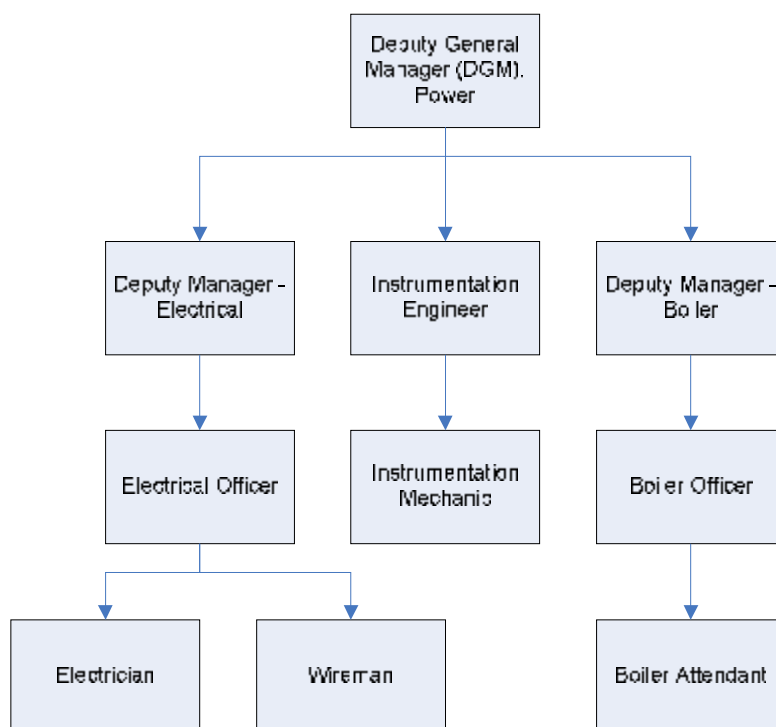 Deputy General
Manager (DGM),
Power
Deputy Manager -
Electrical
Instrumentation
Engineer
Deputy Manager -
Boiler
Electrical Officer
Instrumentation
Mechanic
Boiler Officer
Electrician
Wireman
Boiler Attendant